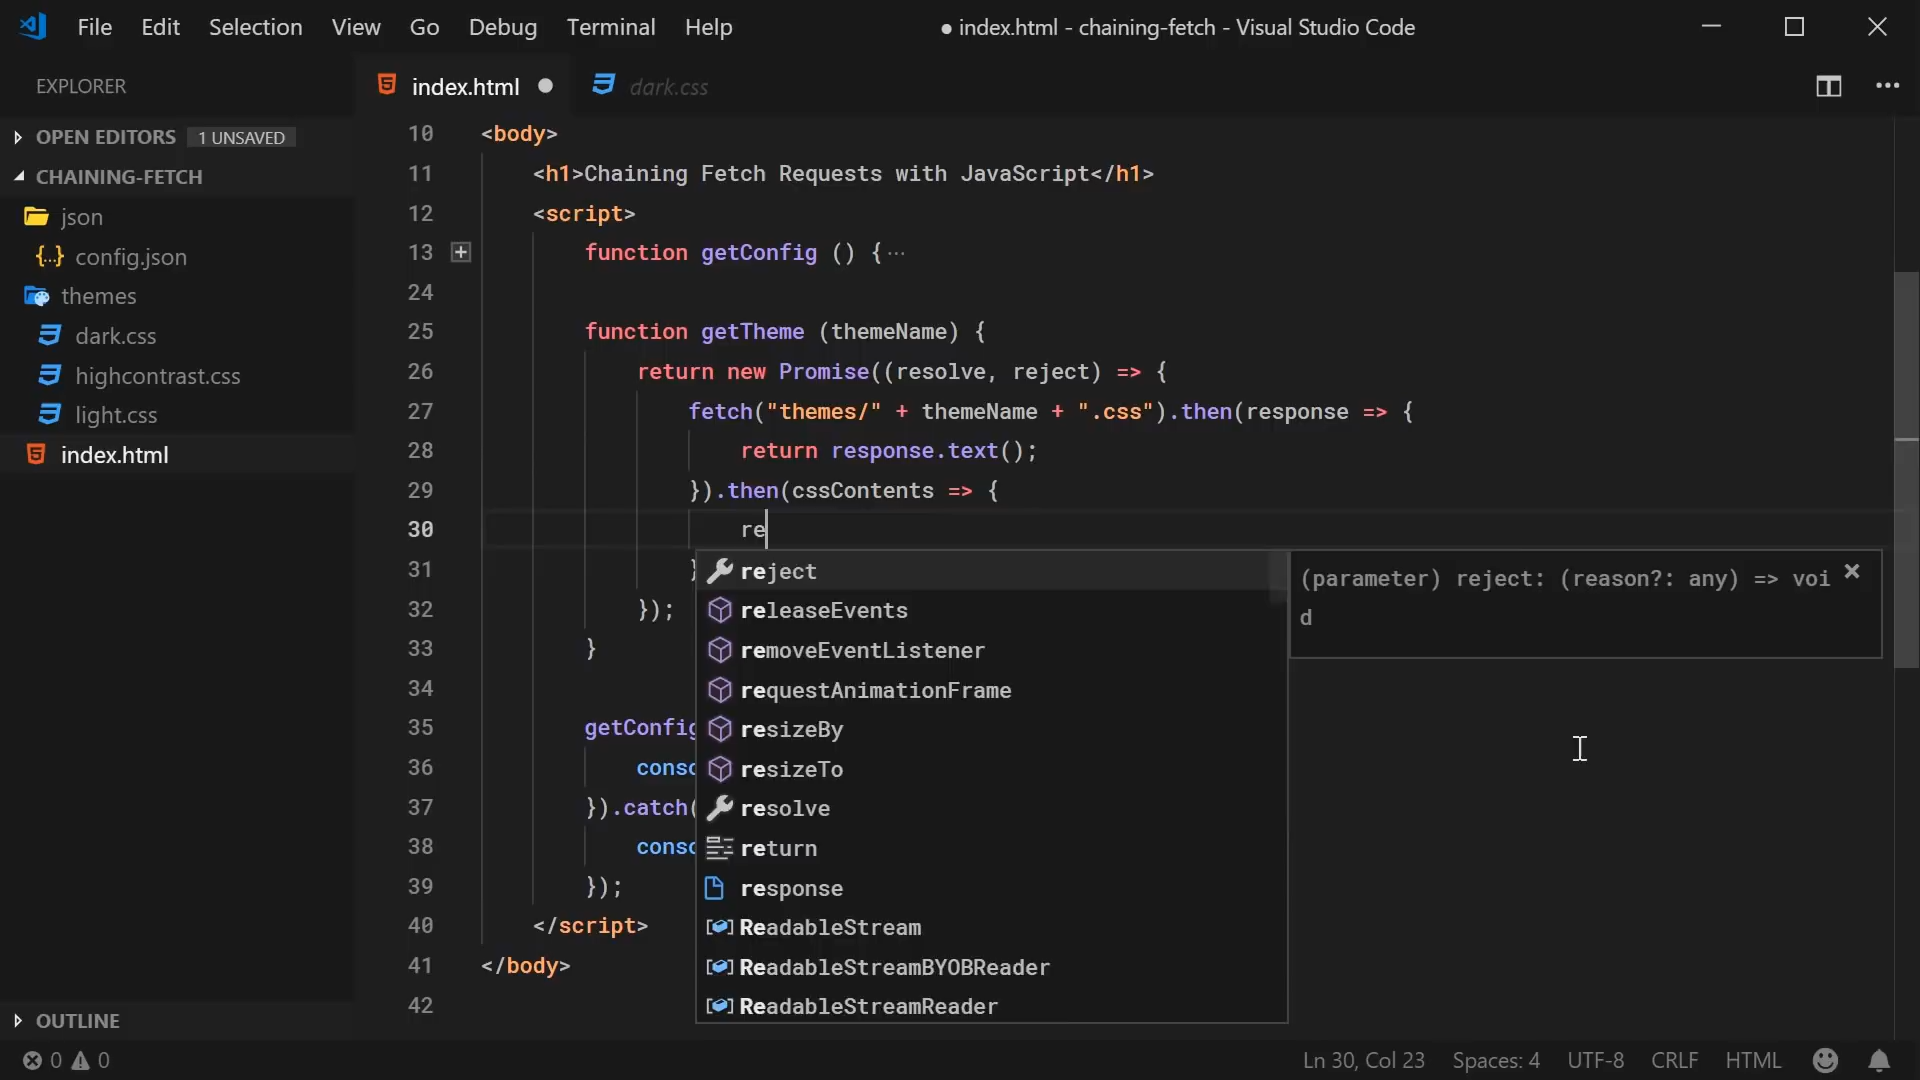 File Edit Selection View Go Debug Terminal Help
● index.html - chaining-fetch - Visual Studio Code
EXPLORER
index.html
dark.css
OPEN EDITORS 1 UNSAVED
CHAINING-FETCH
json
config.json
themes
dark.css
highcontrast.css
light.css
index.html
OUTLINE
10 <body>
11 <h1>Chaining Fetch Requests with JavaScript</h1>
12 <script>
13 function getConfig () {···
24
25 function getTheme (themeName) {
26 return new Promise((resolve, reject) => {
27 fetch("themes/" + themeName + ".css").then(response => {
28 return response.text();
29 }).then(cssContents => {
30 re
31 }
32 });
33 }
34
35 getConfig
36 conso
37 }).catch(
38 conso
39 });
40 </script>
41 </body>
42
reject
releaseEvents
removeEventListener
requestAnimationFrame
resizeBy
resizeTo
resolve
return
response
ReadableStream
ReadableStreamBYOBReader
ReadableStreamReader
(parameter) reject: (reason?: any) => voi
d
0 0
Ln 30, Col 23 Spaces: 4 UTF-8 CRLF HTML